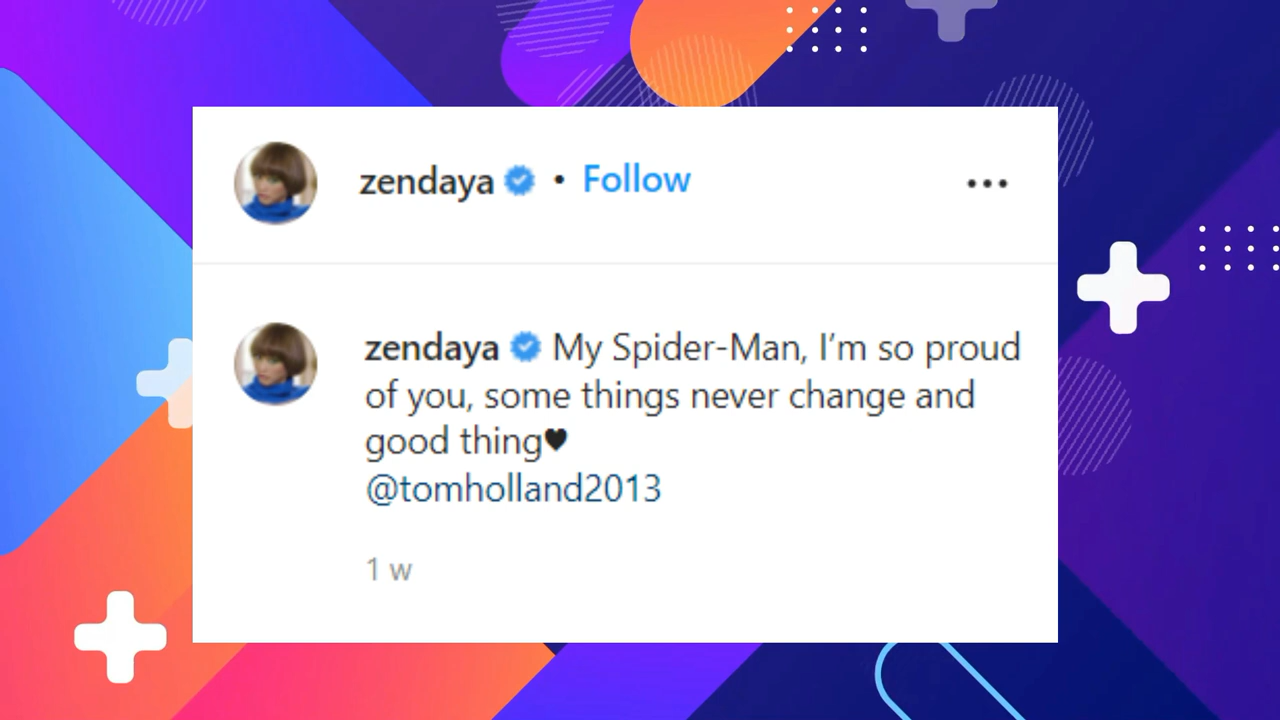 zendaya • Follow
zendaya My Spider-Man, I’m so proud
of you, some things never change and
good thing♥
@tomholland2013
1 w